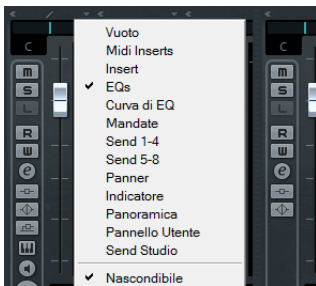 C
C
m
S
L
R
W
e
Vuoto
Midi Inserts
Insert
EQs
Curva di EQ
Mandate
Send 1-4
Send 5-8
Panner
Indicatore
Panoramica
Pannello Utente
Send Studio
Nascondibile
m
S
L
R
W
e